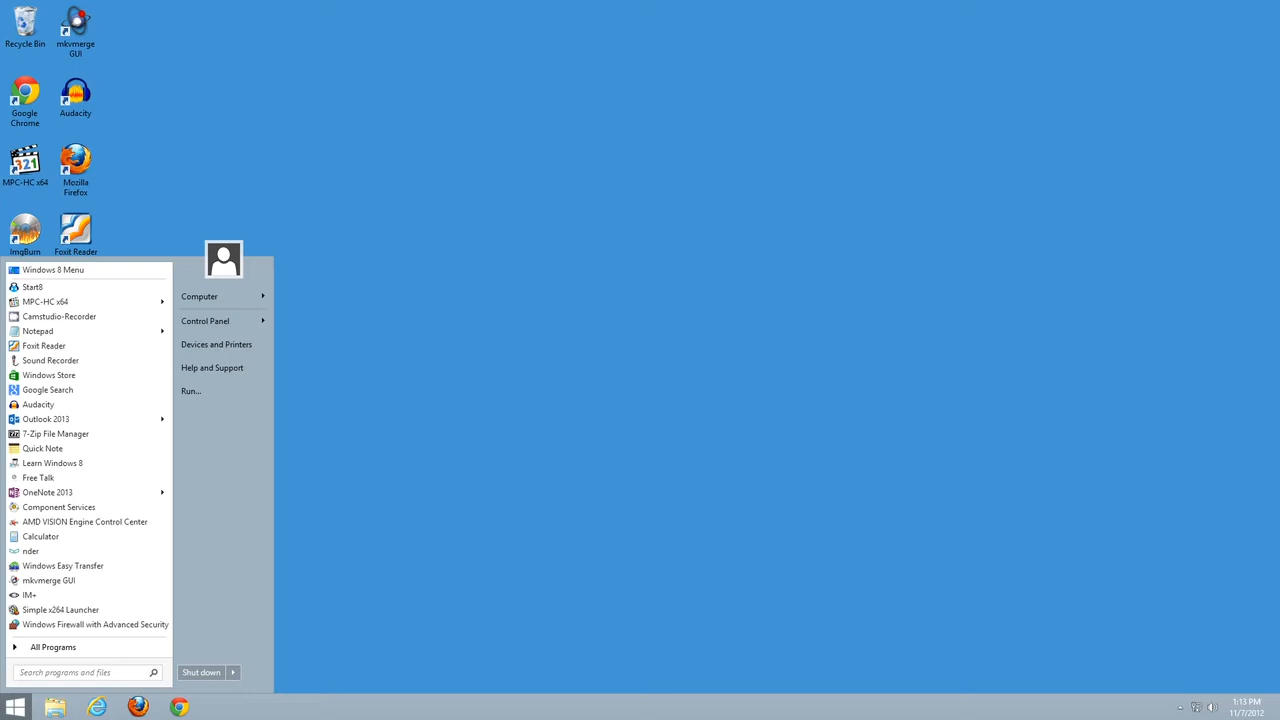 Recycle Bin
mkvmerge
GUI
Google
Chrome
Audacity
MPC-HC x64
Mozilla
Firefox
ImgBurn
Foxit Reader
Windows 8 Menu
Start8
MPC-HC x64
Camstudio-Recorder
Notepad
Foxit Reader
Sound Recorder
Windows Store
Google Search
Audacity
Outlook 2013
7-Zip File Manager
Quick Note
Learn Windows 8
Free Talk
OneNote 2013
Component Services
AMD VISION Engine Control Center
Calculator
nder
Windows Easy Transfer
mkvmerge GUI
IM+
Simple x264 Launcher
Windows Firewall with Advanced Security
All Programs
Search programs and files
Computer
Control Panel
Devices and Printers
Help and Support
Run...
Shut down
1:13 PM
11/7/2012